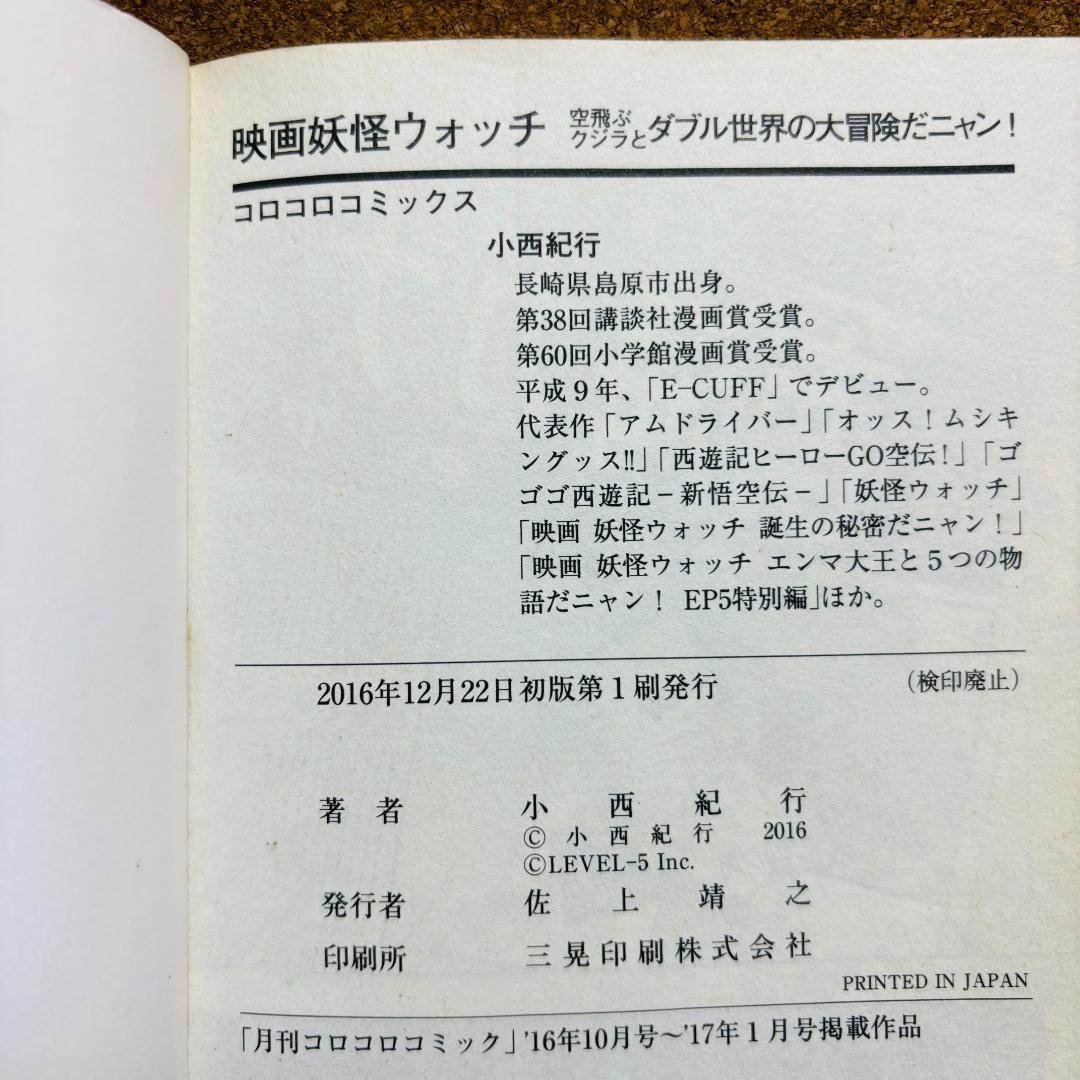 映画妖怪ウォッチ 空飛ぶクジラとダブル世界の大冒険だニャン!
コロコロコミックス
小西紀行
長崎県島原市出身。
第38回講談社漫画賞受賞。
第60回小学館漫画賞受賞。
平成9年、「E-CUFF」でデビュー。
代表作「アムドライバー」「オッス!ムシキ
ングッス!!」「西遊記ヒーローGO空伝!」「ゴ
ゴゴ西遊記-新悟空伝-」「妖怪ウォッチ」
「映画 妖怪ウォッチ 誕生の秘密だニャン!」
「映画 妖怪ウォッチ エンマ大王と5つの物
語だニャン! EP5特別編」ほか。
2016年12月22日初版第1刷発行 (検印廃止)
著者 小西紀行
©小西紀行 2016
©LEVEL-5 Inc.
発行者 佐上靖之
印刷所 三晃印刷株式会社
PRINTED IN JAPAN
「月刊コロコロコミック」'16年10月号~'17年1月号掲載作品